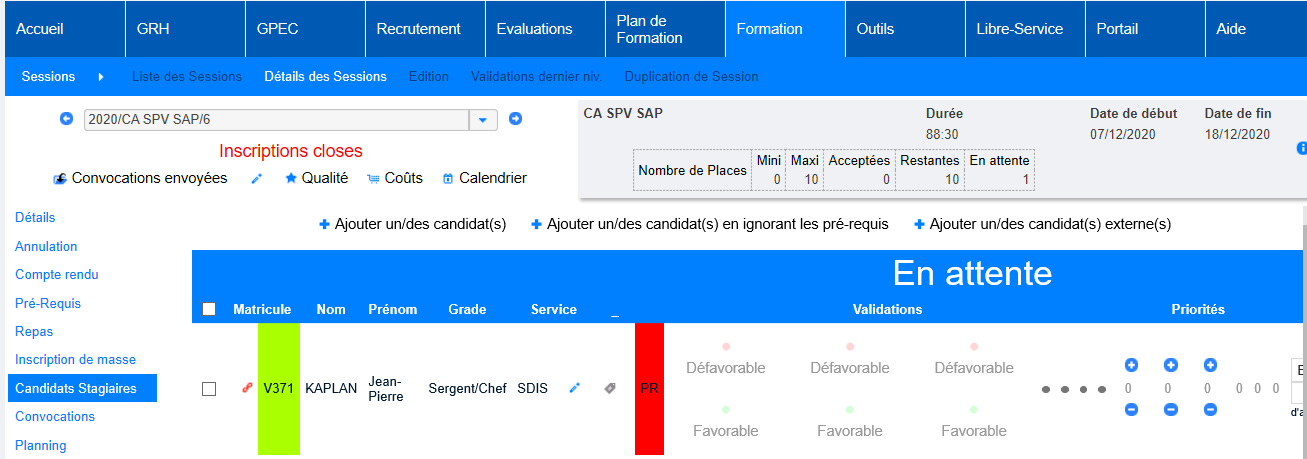 Accueil GRH GPEC Recrutement Evaluations Plan de Formation Formation Outils Libre-Service Portail Aide
Sessions Liste des Sessions Détails des Sessions Edition Validations dernier niv. Duplication de Session
2020/CA SPV SAP/6
Inscriptions closes
Convocations envoyées Qualité Coûts Calendrier
CA SPV SAP Durée Date de début Date de fin
88:30 07/12/2020 18/12/2020
Nombre de Places Mini Maxi Acceptées Restantes En attente
0 10 0 10 1
Détails
Annulation
Compte rendu
Pré-Requis
Repas
Inscription de masse
Candidats Stagiaires
Convocations
Planning
Ajouter un/des candidat(s) Ajouter un/des candidat(s) en ignorant les pré-requis Ajouter un/des candidat(s) externe(s)
En attente
Matricule Nom Prénom Grade Service _ Validations Priorités
V371 KAPLAN Jean-Pierre Sergent/Chef SDIS PR
Défavorable Défavorable Défavorable
Favorable Favorable Favorable
0 0 0 0 0 0
E
d'a